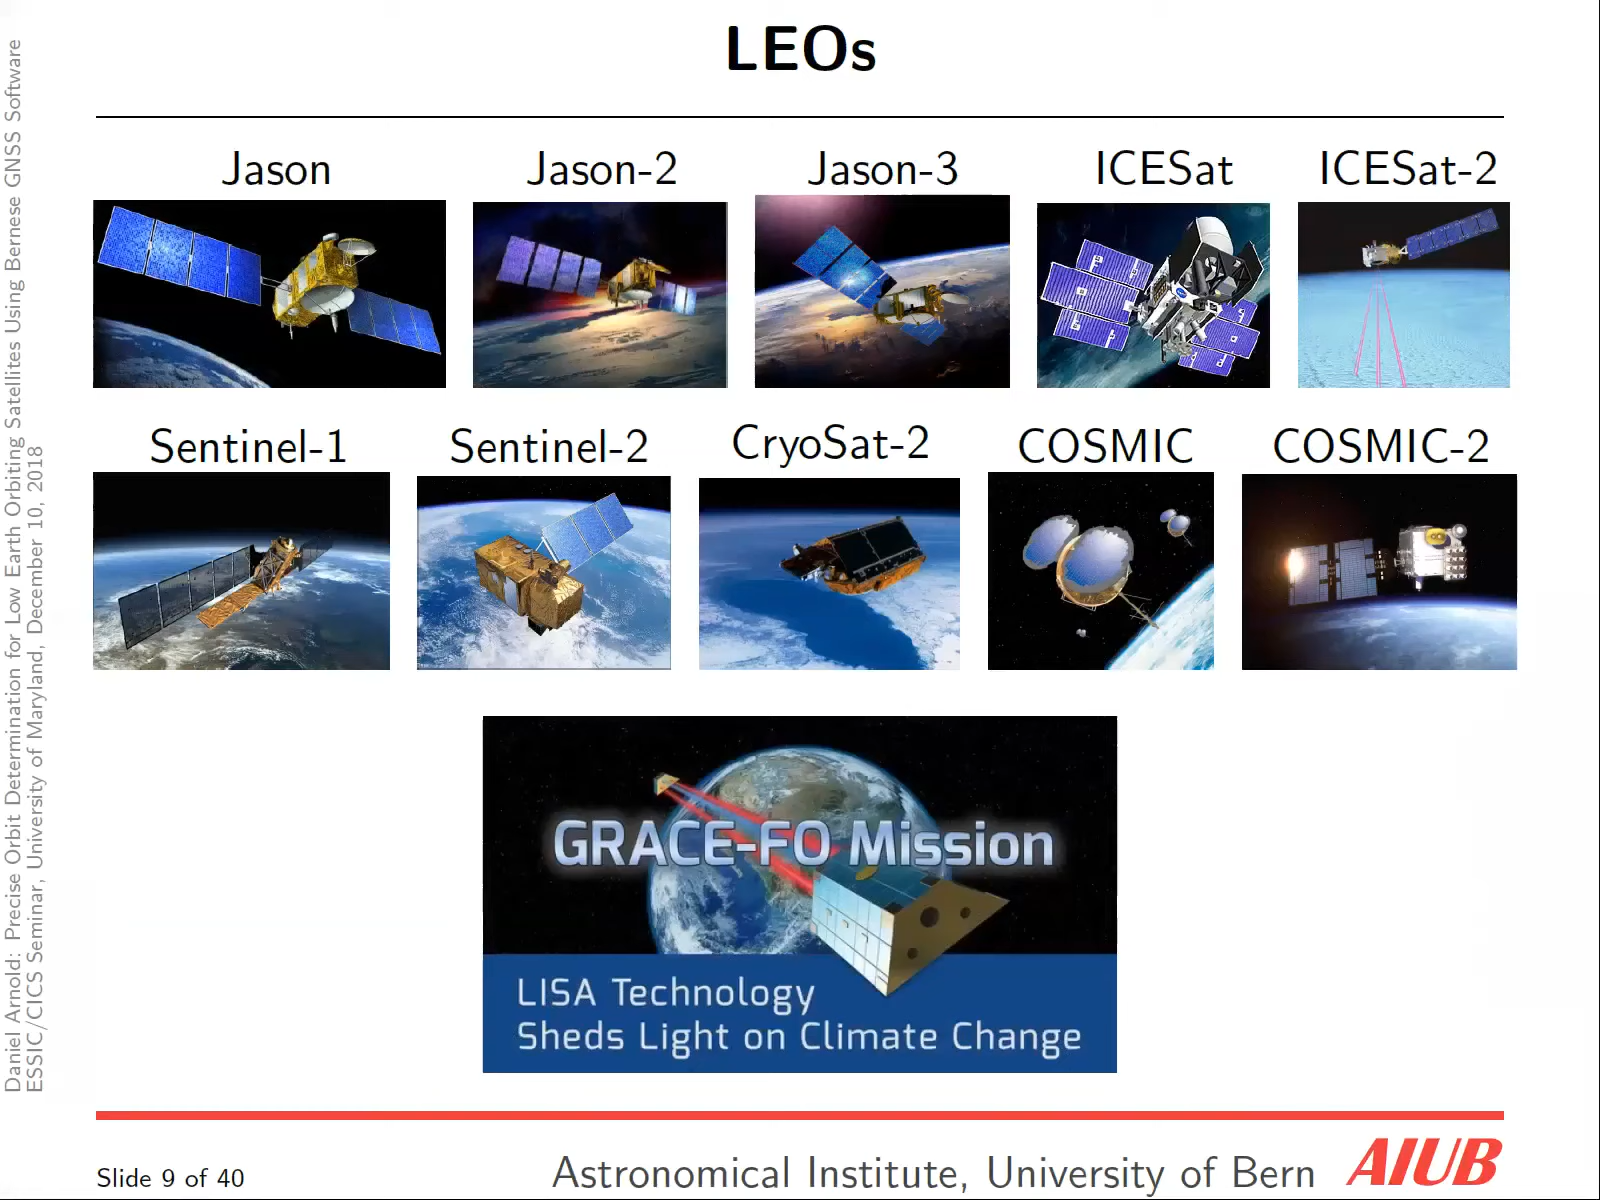 LEOs
Jason
Jason-2
Jason-3
ICESat
ICESat-2
Sentinel-1
Sentinel-2
CryoSat-2
COSMIC
COSMIC-2
GRACE-FO Mission
LISA Technology
Sheds Light on Climate Change
Daniel Arnold: Precise Orbit Determination for Low Earth Orbiting Satellites Using Bernese GNSS Software
ESSIC/CICS Seminar, University of Maryland, December 10, 2018
Slide 9 of 40
Astronomical Institute, University of Bern
AIUB